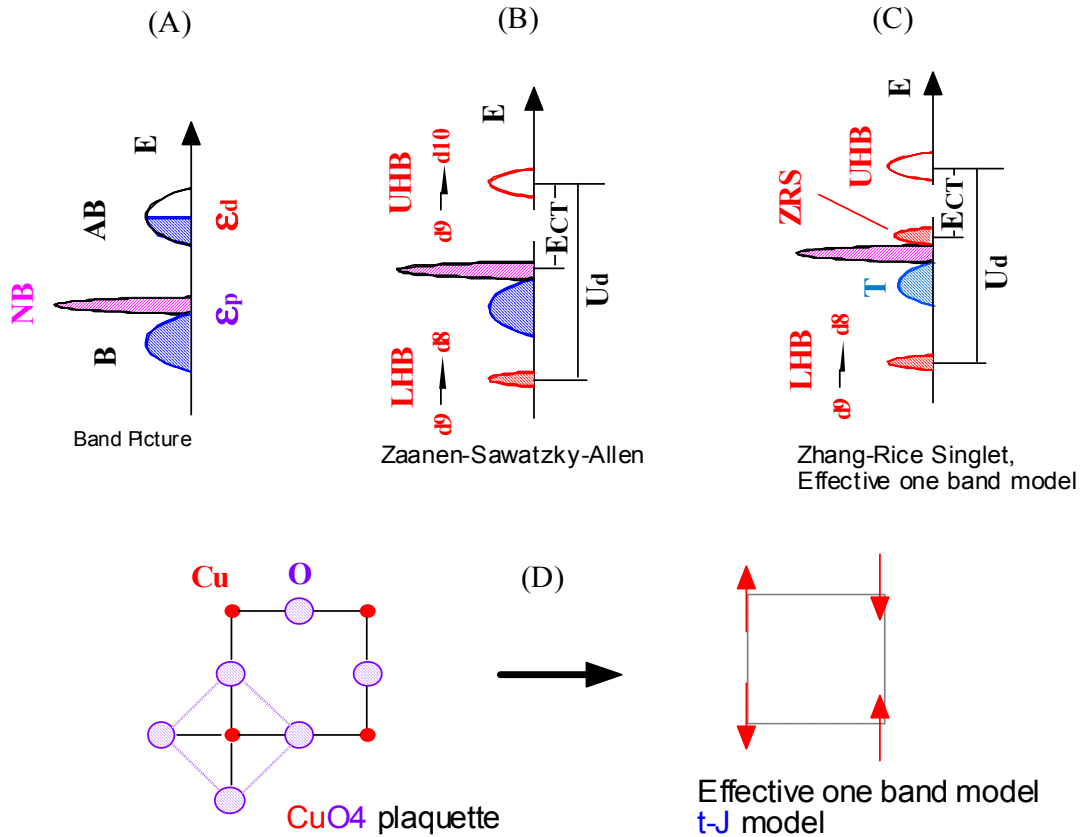 (A)
(B)
(C)
E
AB
εd
NB
εp
B
Band Picture
E
UHB
d9
d10
ECT
Ud
LHB
d9
d8
Zaanen-Sawatzky-Allen
E
UHB
ZRS
ECT
Ud
T
LHB
d9
d8
Zhang-Rice Singlet,
Effective one band model
(D)
Cu
O
CuO4 plaquette
Effective one band model
t-J model